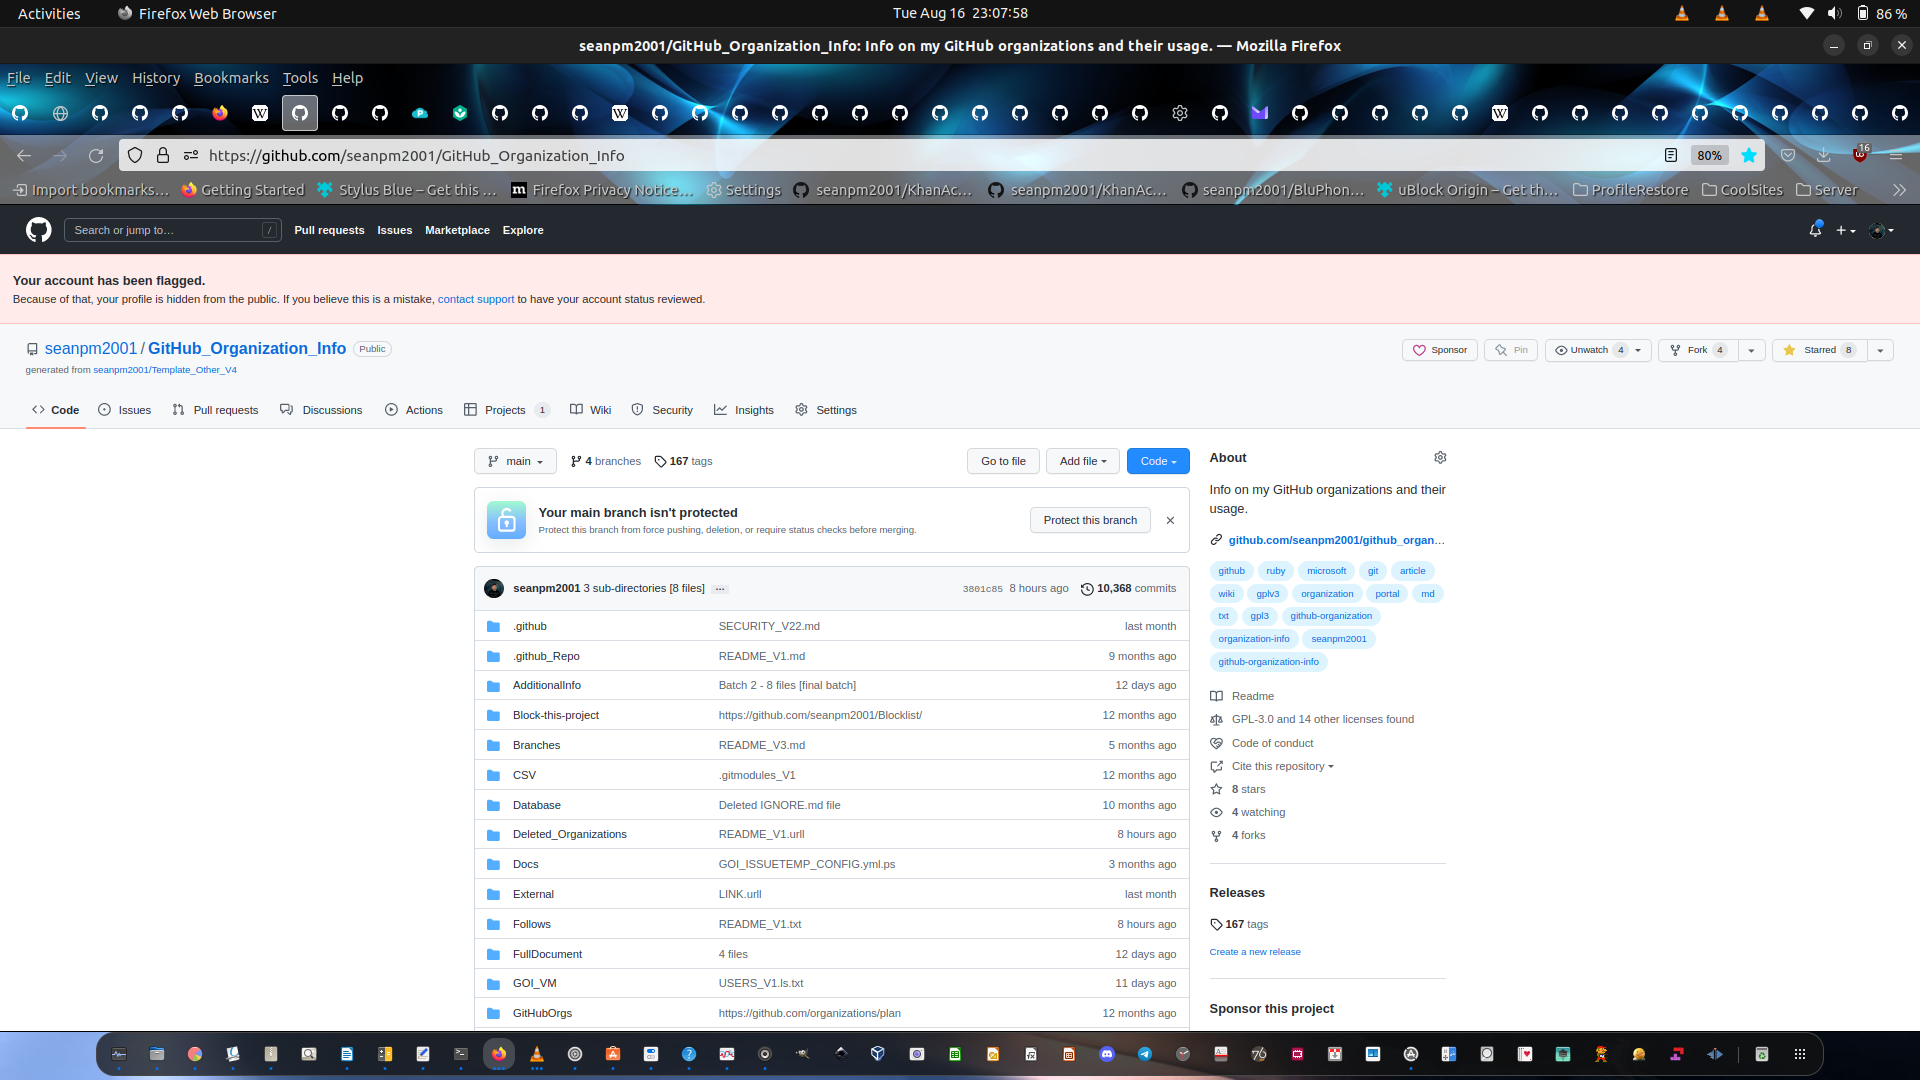 Activities Firefox Web Browser Tue Aug 16 23:07:58 86 %
seanpm2001/GitHub_Organization_Info: Info on my GitHub organizations and their usage. — Mozilla Firefox
File Edit View History Bookmarks Tools Help
https://github.com/seanpm2001/GitHub_Organization_Info 80% 16
Import bookmarks… Getting Started Stylus Blue – Get this … Firefox Privacy Notice… Settings seanpm2001/KhanAc… seanpm2001/KhanAc… seanpm2001/BluPhon… uBlock Origin – Get th… ProfileRestore CoolSites Server
Search or jump to… / Pull requests Issues Marketplace Explore
Your account has been flagged.
Because of that, your profile is hidden from the public. If you believe this is a mistake, contact support to have your account status reviewed.
seanpm2001 / GitHub_Organization_Info Public Sponsor Pin Unwatch 4 Fork 4 Starred 8
generated from seanpm2001/Template_Other_V4
Code Issues Pull requests Discussions Actions Projects 1 Wiki Security Insights Settings
main 4 branches 167 tags Go to file Add file Code
Your main branch isn't protected
Protect this branch from force pushing, deletion, or require status checks before merging.
Protect this branch
seanpm2001 3 sub-directories [8 files] … 3801c85 8 hours ago 10,368 commits
.github SECURITY_V22.md last month
.github_Repo README_V1.md 9 months ago
AdditionalInfo Batch 2 - 8 files [final batch] 12 days ago
Block-this-project https://github.com/seanpm2001/Blocklist/ 12 months ago
Branches README_V3.md 5 months ago
CSV .gitmodules_V1 12 months ago
Database Deleted IGNORE.md file 10 months ago
Deleted_Organizations README_V1.urll 8 hours ago
Docs GOI_ISSUETEMP_CONFIG.yml.ps 3 months ago
External LINK.urll last month
Follows README_V1.txt 8 hours ago
FullDocument 4 files 12 days ago
GOI_VM USERS_V1.ls.txt 11 days ago
GitHubOrgs https://github.com/organizations/plan 12 months ago
About
Info on my GitHub organizations and their
usage.
github.com/seanpm2001/github_organ…
github ruby microsoft git article
wiki gplv3 organization portal md
txt gpl3 github-organization
organization-info seanpm2001
github-organization-info
Readme
GPL-3.0 and 14 other licenses found
Code of conduct
Cite this repository
8 stars
4 watching
4 forks
Releases
167 tags
Create a new release
Sponsor this project